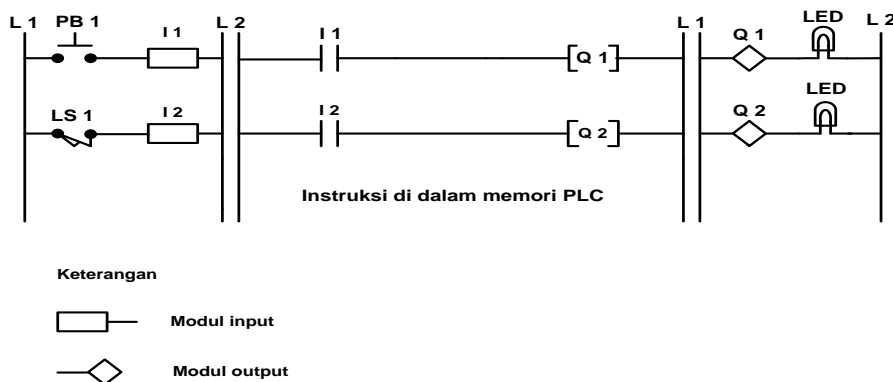 L 1 PB 1 I 1 L 2 I 1 Q 1 L 1 Q 1 LED L 2
LS 1 I 2 I 2 Q 2 Q 2 LED
Instruksi di dalam memori PLC
Keterangan
Modul input
Modul output